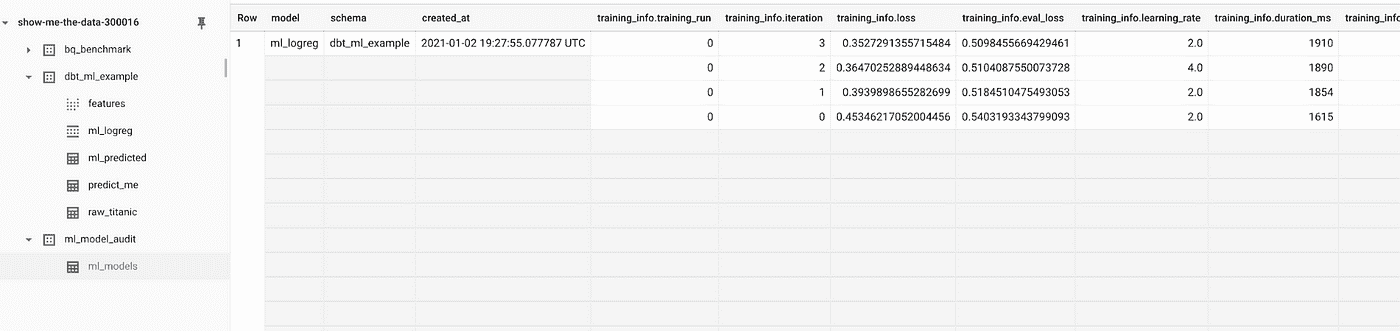 show-me-the-data-300016
bq_benchmark
dbt_ml_example
features
ml_logreg
ml_predicted
predict_me
raw_titanic
ml_model_audit
ml_models
Row model schema created_at training_info.training_run training_info.iteration training_info.loss training_info.eval_loss training_info.learning_rate training_info.duration_ms
1 ml_logreg dbt_ml_example 2021-01-02 19:27:55.077787 UTC 0 3 0.3527291355715484 0.5098455669429461 2.0 1910
0 2 0.36470252889448634 0.5104087550073728 4.0 1890
0 1 0.3939898655282699 0.5184510475493053 2.0 1854
0 0 0.45346217052004456 0.5403193343799093 2.0 1615